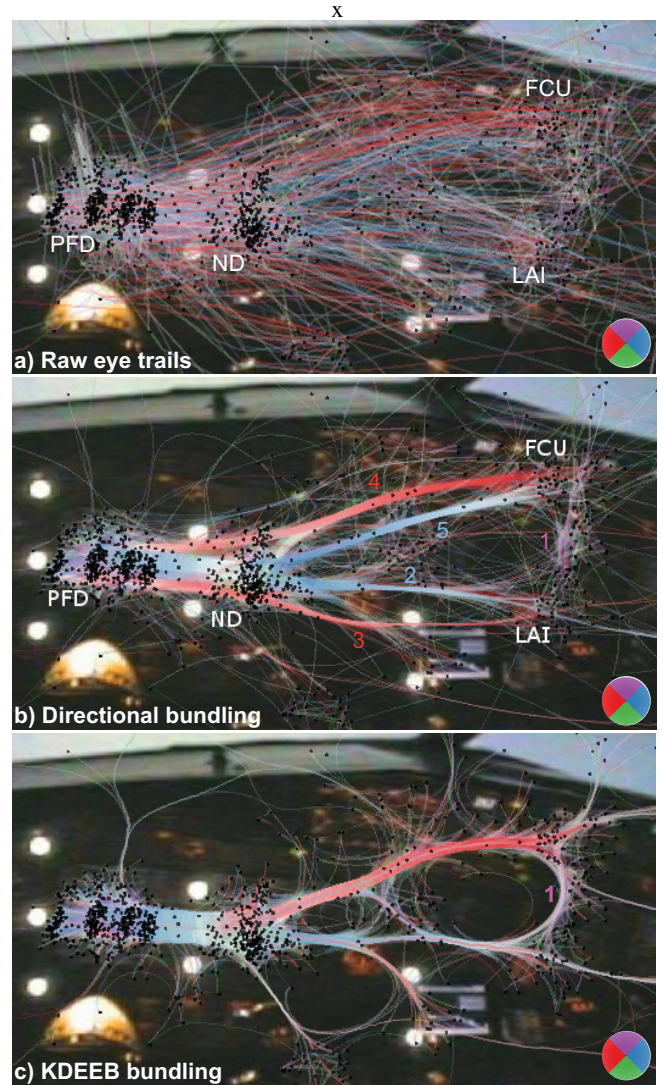 x
FCU
PFD
ND
LAI
a) Raw eye trails
FCU
4
5
1
2
PFD
ND
3
LAI
b) Directional bundling
1
c) KDEEB bundling